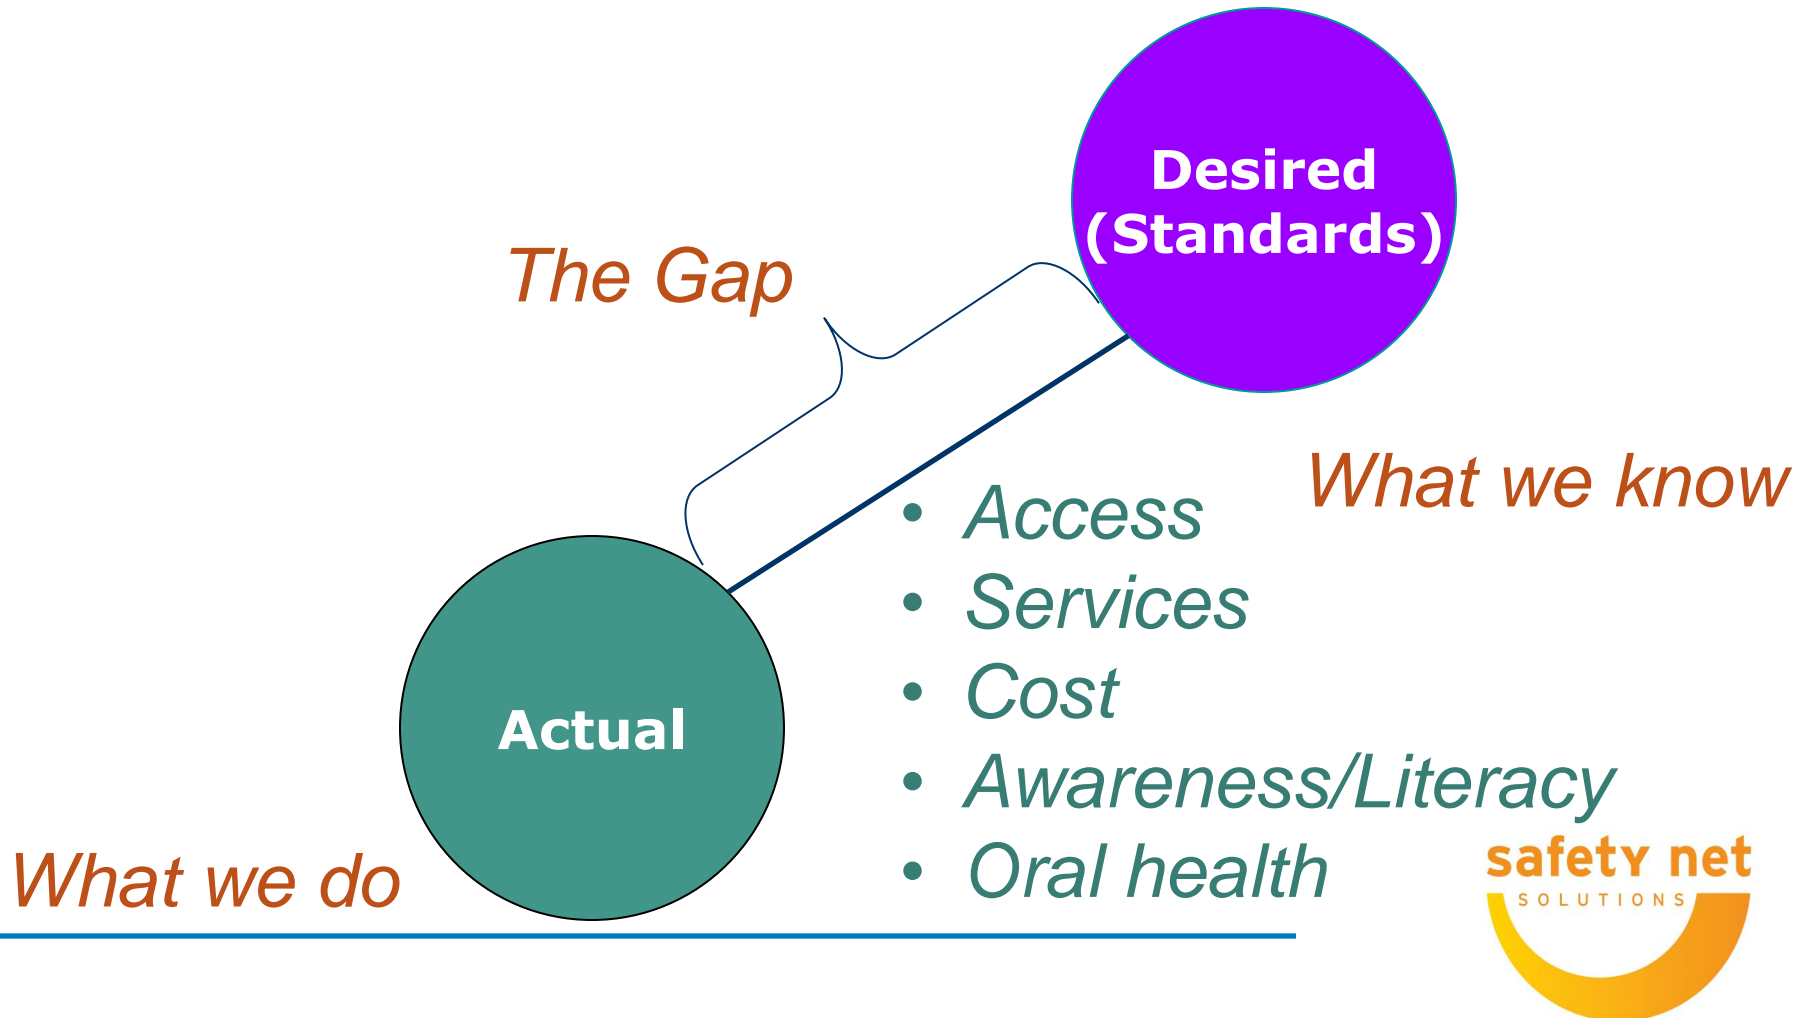 Desired
(Standards)
The Gap
What we know
• Access
• Services
• Cost
• Awareness/Literacy
• Oral health
Actual
What we do
safety net
SOLUTIONS